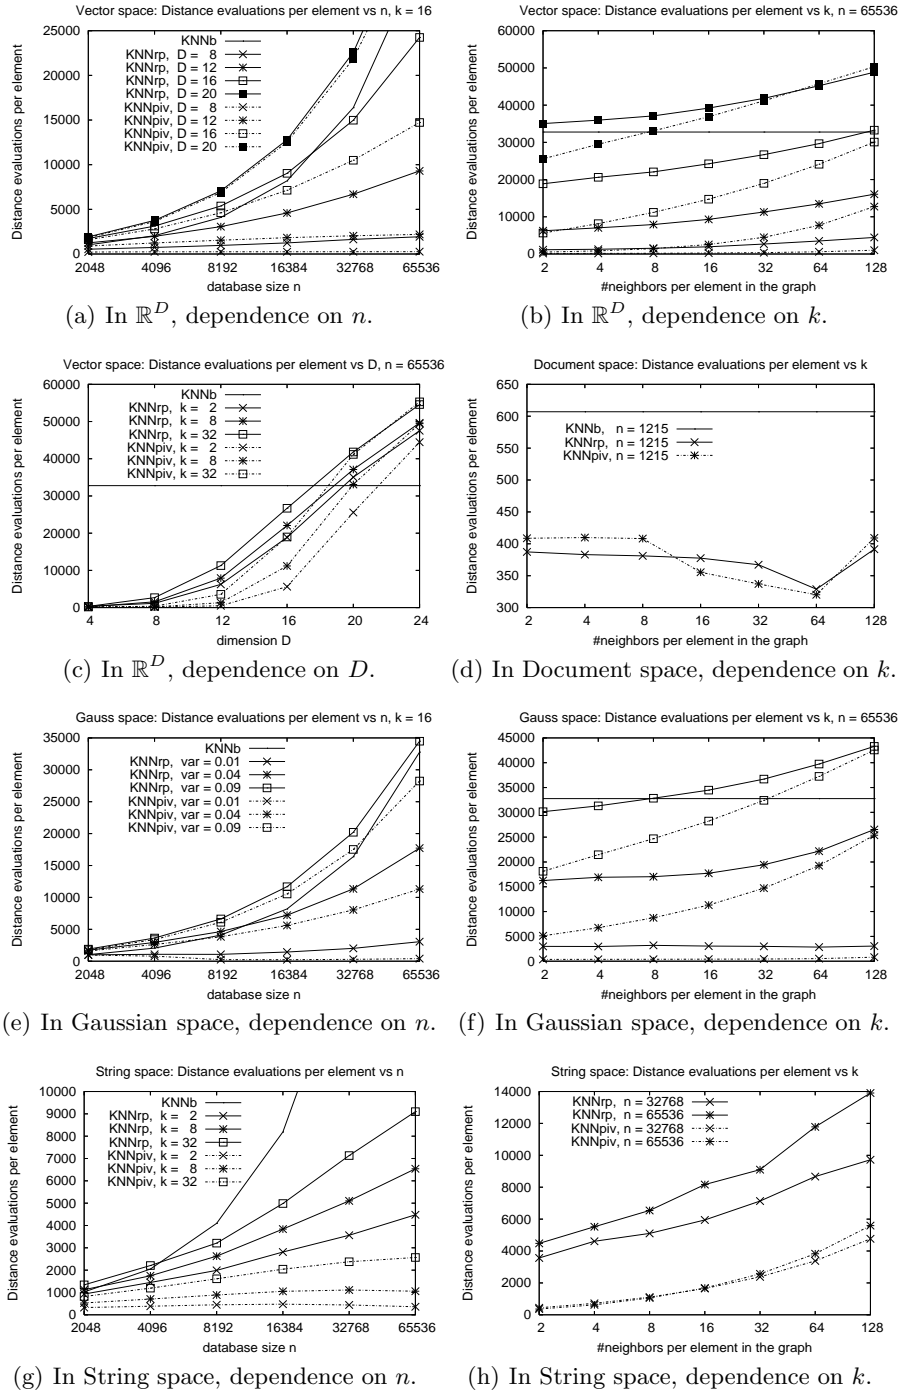 Vector space: Distance evaluations per element vs n, k = 16
Distance evaluations per element
25000
20000
15000
10000
5000
0
KNNb
KNNrp, D = 8
KNNrp, D = 12
KNNrp, D = 16
KNNrp, D = 20
KNNpiv, D = 8
KNNpiv, D = 12
KNNpiv, D = 16
KNNpiv, D = 20
2048 4096 8192 16384 32768 65536
database size n
(a) In ℝ^D, dependence on n.
Vector space: Distance evaluations per element vs k, n = 65536
Distance evaluations per element
60000
50000
40000
30000
20000
10000
0
2 4 8 16 32 64 128
#neighbors per element in the graph
(b) In ℝ^D, dependence on k.
Vector space: Distance evaluations per element vs D, n = 65536
Distance evaluations per element
60000
50000
40000
30000
20000
10000
0
KNNb
KNNrp, k = 2
KNNrp, k = 8
KNNrp, k = 32
KNNpiv, k = 2
KNNpiv, k = 8
KNNpiv, k = 32
4 8 12 16 20 24
dimension D
(c) In ℝ^D, dependence on D.
Document space: Distance evaluations per element vs k
Distance evaluations per element
650
600
550
500
450
400
350
300
KNNb, n = 1215
KNNrp, n = 1215
KNNpiv, n = 1215
2 4 8 16 32 64 128
#neighbors per element in the graph
(d) In Document space, dependence on k.
Gauss space: Distance evaluations per element vs n, k = 16
Distance evaluations per element
35000
30000
25000
20000
15000
10000
5000
0
KNNb
KNNrp, var = 0.01
KNNrp, var = 0.04
KNNrp, var = 0.09
KNNpiv, var = 0.01
KNNpiv, var = 0.04
KNNpiv, var = 0.09
2048 4096 8192 16384 32768 65536
database size n
(e) In Gaussian space, dependence on n.
Gauss space: Distance evaluations per element vs k, n = 65536
Distance evaluations per element
45000
40000
35000
30000
25000
20000
15000
10000
5000
0
2 4 8 16 32 64 128
#neighbors per element in the graph
(f) In Gaussian space, dependence on k.
String space: Distance evaluations per element vs n
Distance evaluations per element
10000
9000
8000
7000
6000
5000
4000
3000
2000
1000
0
KNNb
KNNrp, k = 2
KNNrp, k = 8
KNNrp, k = 32
KNNpiv, k = 2
KNNpiv, k = 8
KNNpiv, k = 32
2048 4096 8192 16384 32768 65536
database size n
(g) In String space, dependence on n.
String space: Distance evaluations per element vs k
Distance evaluations per element
14000
12000
10000
8000
6000
4000
2000
0
KNNrp, n = 32768
KNNrp, n = 65536
KNNpiv, n = 32768
KNNpiv, n = 65536
2 4 8 16 32 64 128
#neighbors per element in the graph
(h) In String space, dependence on k.